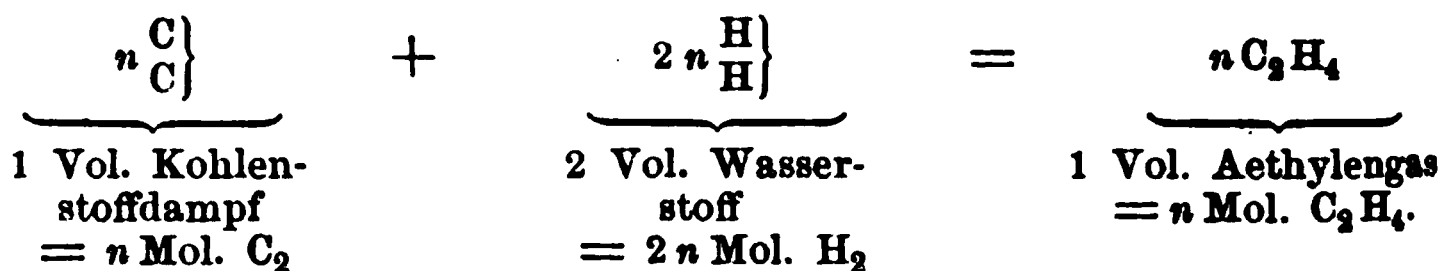 n C C} + 2 n H H} = n C₂H₄
1 Vol. Kohlen-
stoffdampf
= n Mol. C₂
2 Vol. Wasser-
stoff
= 2 n Mol. H₂
1 Vol. Aethylengas
= n Mol. C₂H₄.